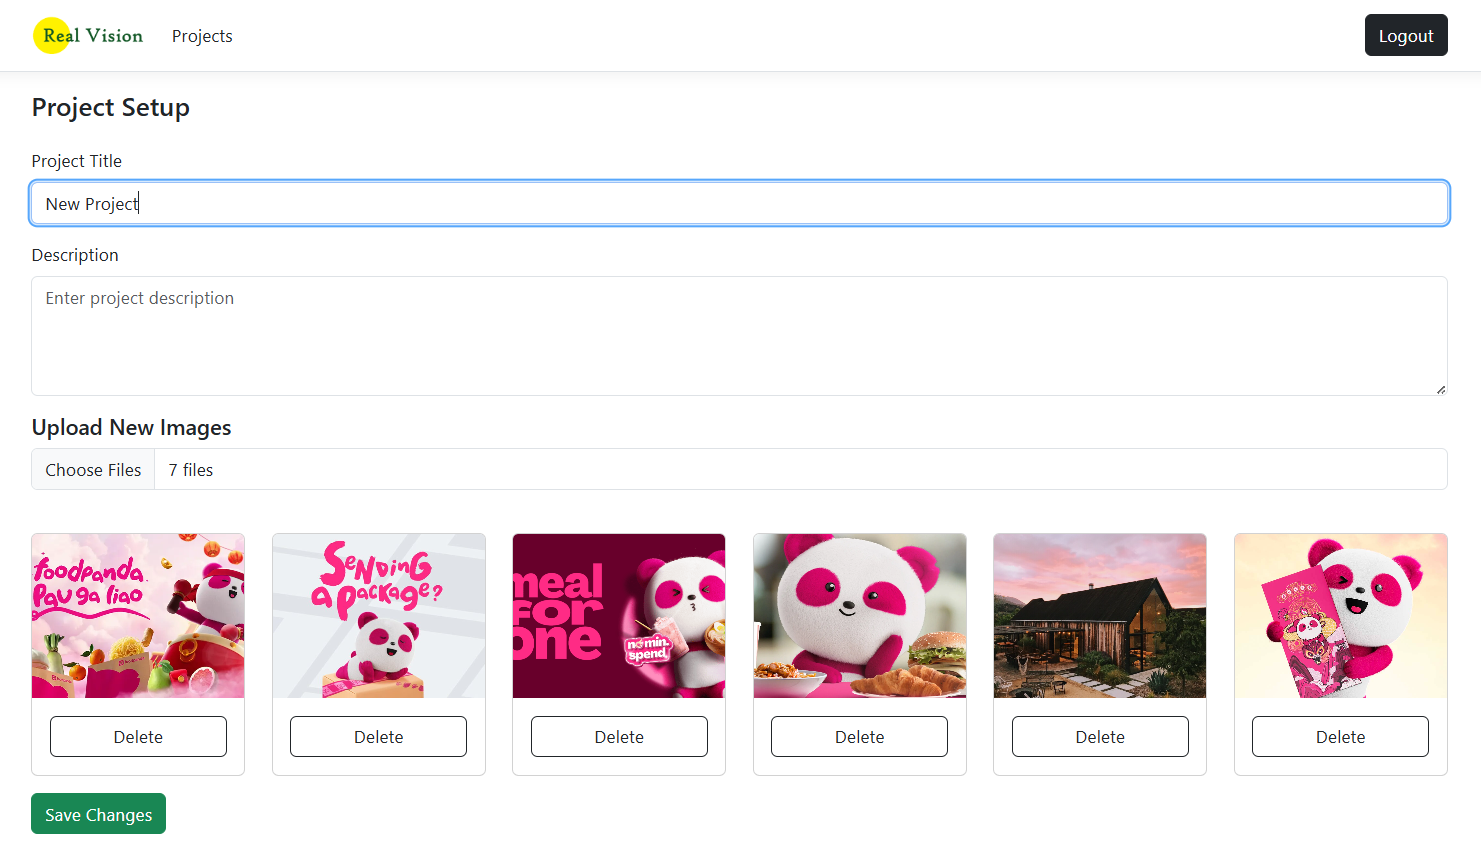 Real Vision
Projects
Logout
Project Setup
Project Title
New Project
Description
Enter project description
Upload New Images
Choose Files
7 files
foodpanda
Pau ga liao
SENDING
a PacKaGe?
meal
for
one
no min.
spend
Delete
Delete
Delete
Delete
Delete
Delete
Save Changes